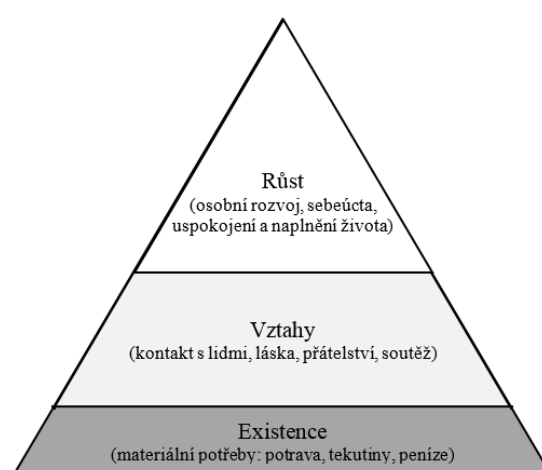 Růst
(osobní rozvoj, sebeúcta,
uspokojení a naplnění života)
Vztahy
(kontakt s lidmi, láska, přátelství, soutěž)
Existence
(materiální potřeby: potrava, tekutiny, peníze)